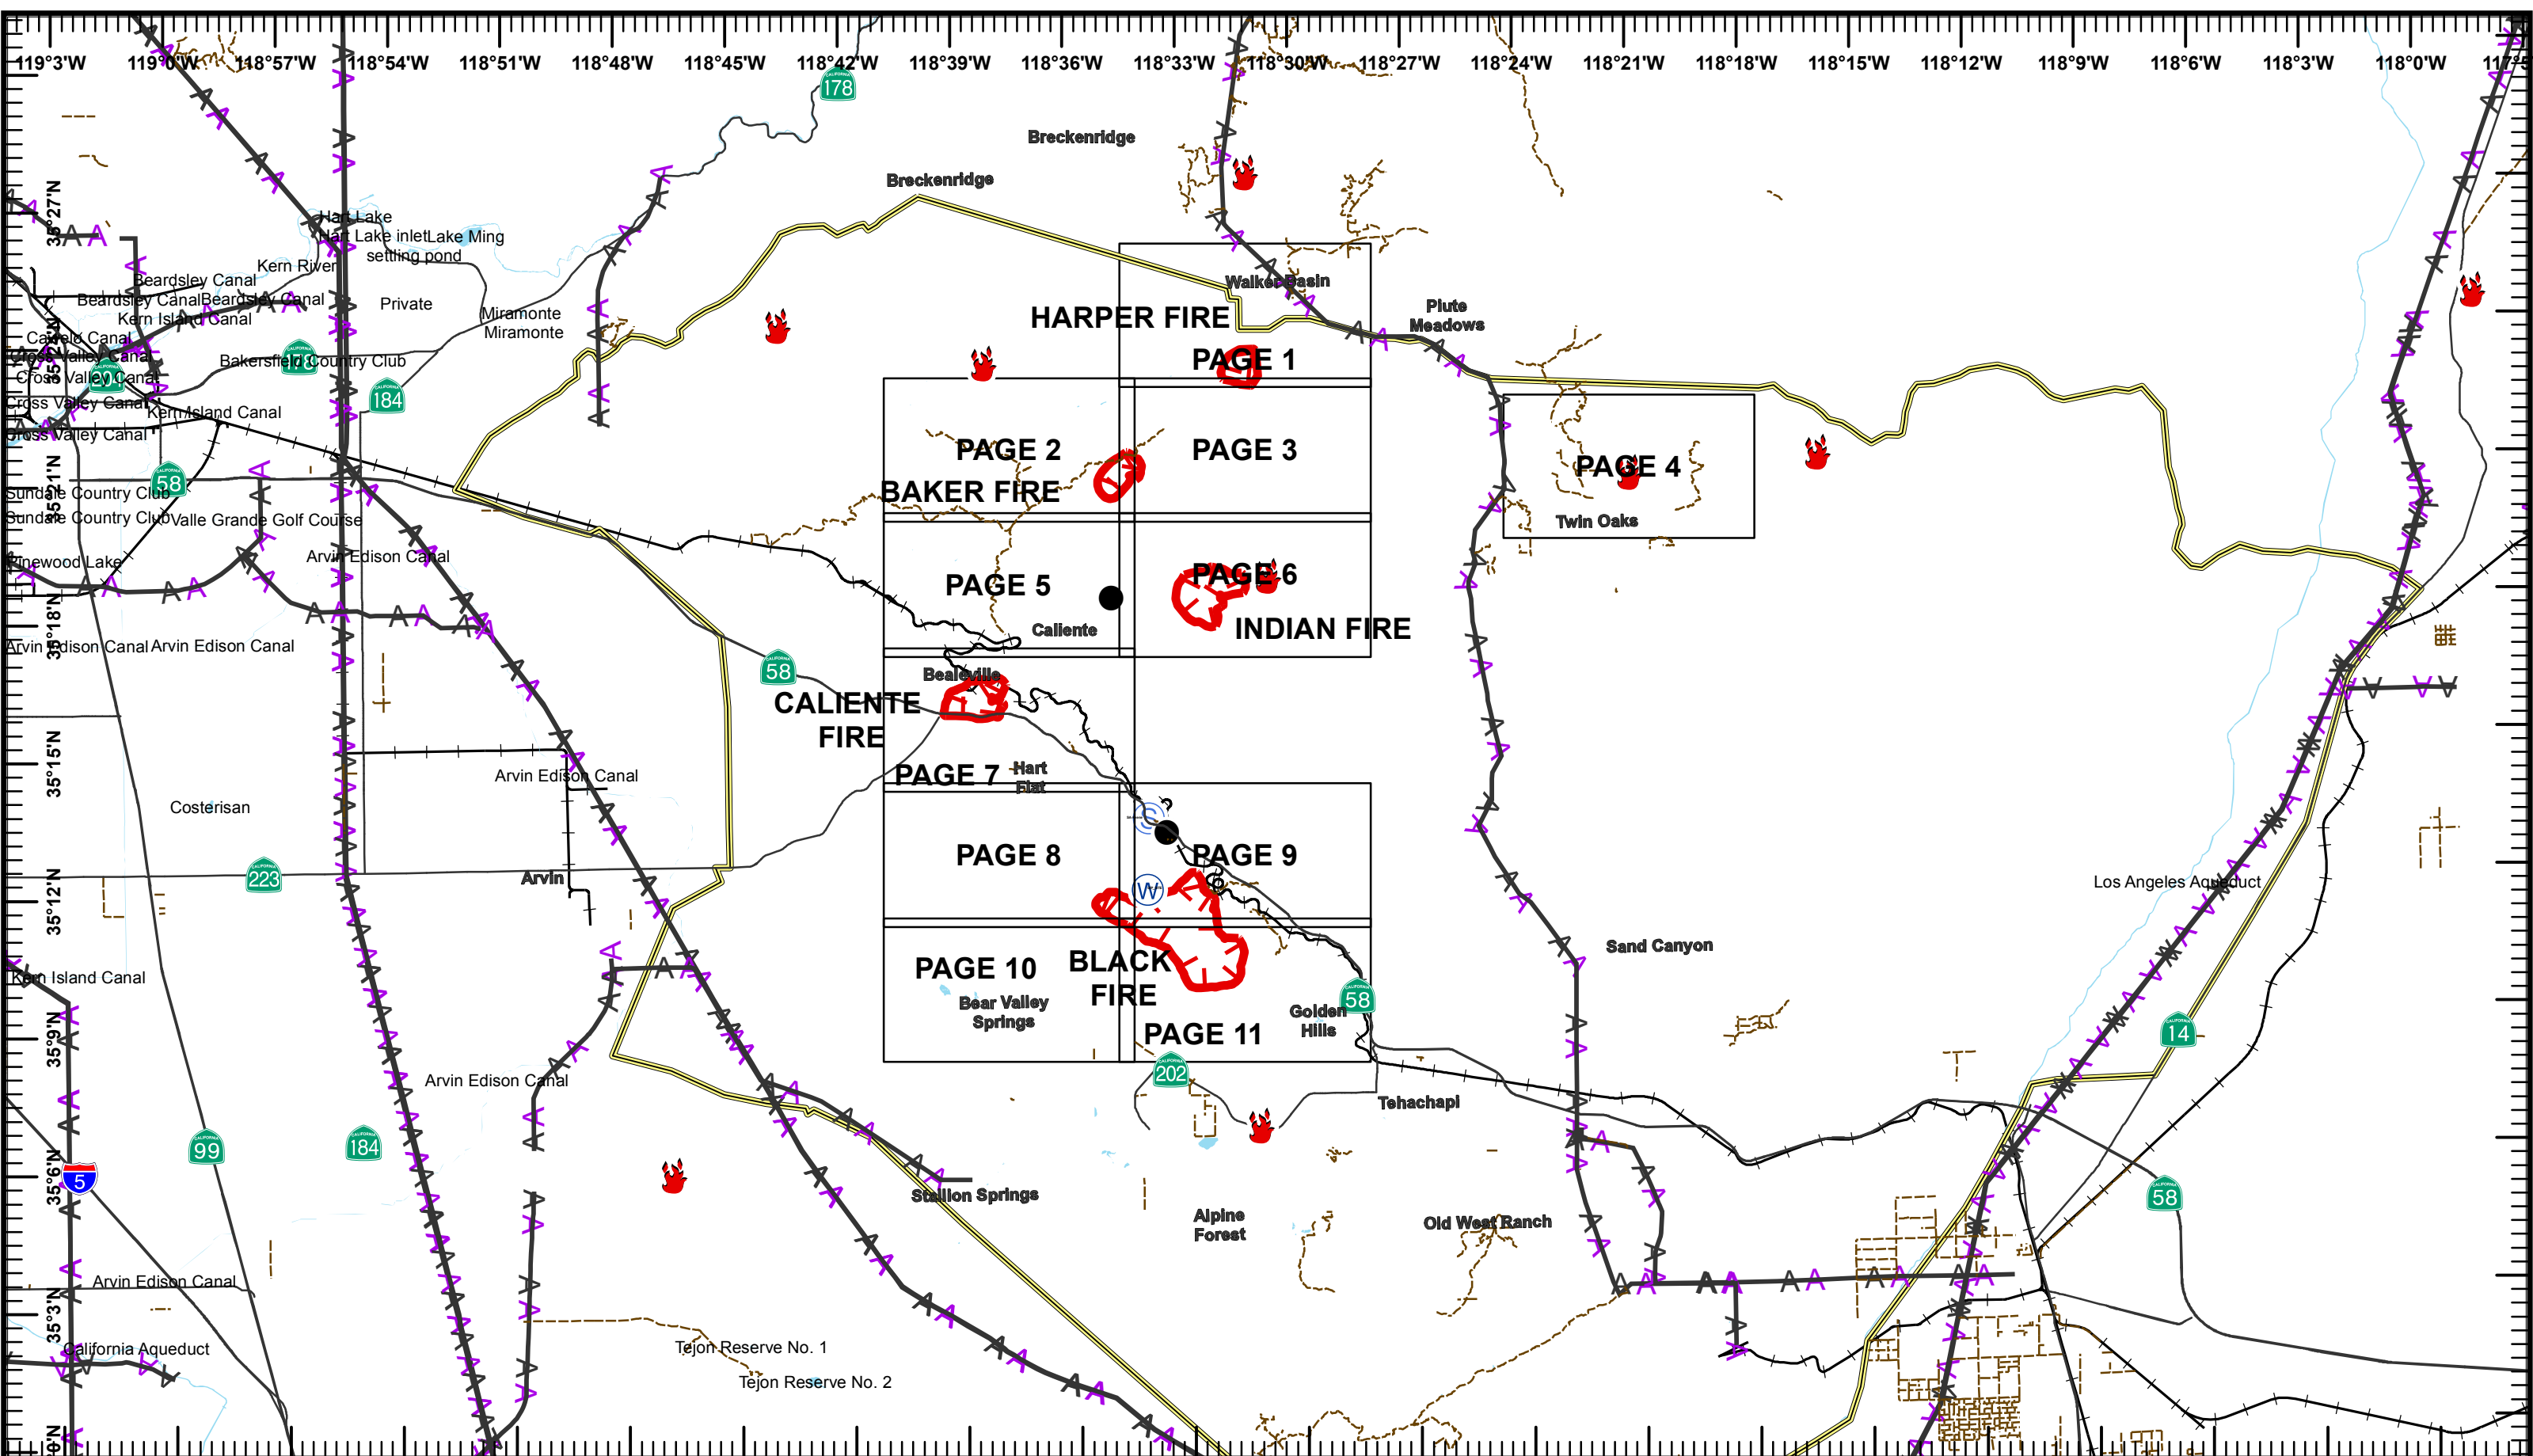 119°3'W 119°0'W 118°57'W 118°54'W 118°51'W 118°48'W 118°45'W 118°42'W 118°39'W 118°36'W 118°33'W 118°30'W 118°27'W 118°24'W 118°21'W 118°18'W 118°15'W 118°12'W 118°9'W 118°6'W 118°3'W 118°0'W
178
Breckenridge
Breckenridge
35°27'N
Hart Lake
Hart Lake inlet Lake Ming
settling pond
Kern River
Beardsley Canal
Beardsley Canal Beardsley Canal
Kern Island Canal
Private
Miramonte
Miramonte
Walker Basin
HARPER FIRE
Piute
Meadows
35°24'N
Cross Valley Canal
178
Bakersfield Country Club
PAGE 1
Cross Valley Canal
184
Cross Valley Canal
Kern Island Canal
Cross Valley Canal
PAGE 2
PAGE 3
PAGE 4
35°21'N
58
Sundale Country Club
BAKER FIRE
Sundale Country Club
Valle Grande Golf Course
Twin Oaks
Pinewood Lake
Arvin Edison Canal
PAGE 5
PAGE 6
35°18'N
Caliente
INDIAN FIRE
Arvin Edison Canal Arvin Edison Canal
58
Bealeville
CALIENTE
FIRE
35°15'N
Arvin Edison Canal
PAGE 7
Hart
Flat
Costerisan
PAGE 8
PAGE 9
35°12'N
223
Arvin
W
Los Angeles Aqueduct
Sand Canyon
Kern Island Canal
PAGE 10
BLACK
FIRE
Bear Valley
Springs
58
Golden
Hills
35°9'N
PAGE 11
14
Arvin Edison Canal
202
Tehachapi
99
184
35°6'N
5
Stallion Springs
58
Alpine
Forest
Old West Ranch
Arvin Edison Canal
35°3'N
California Aqueduct
Tejon Reserve No. 1
Tejon Reserve No. 2